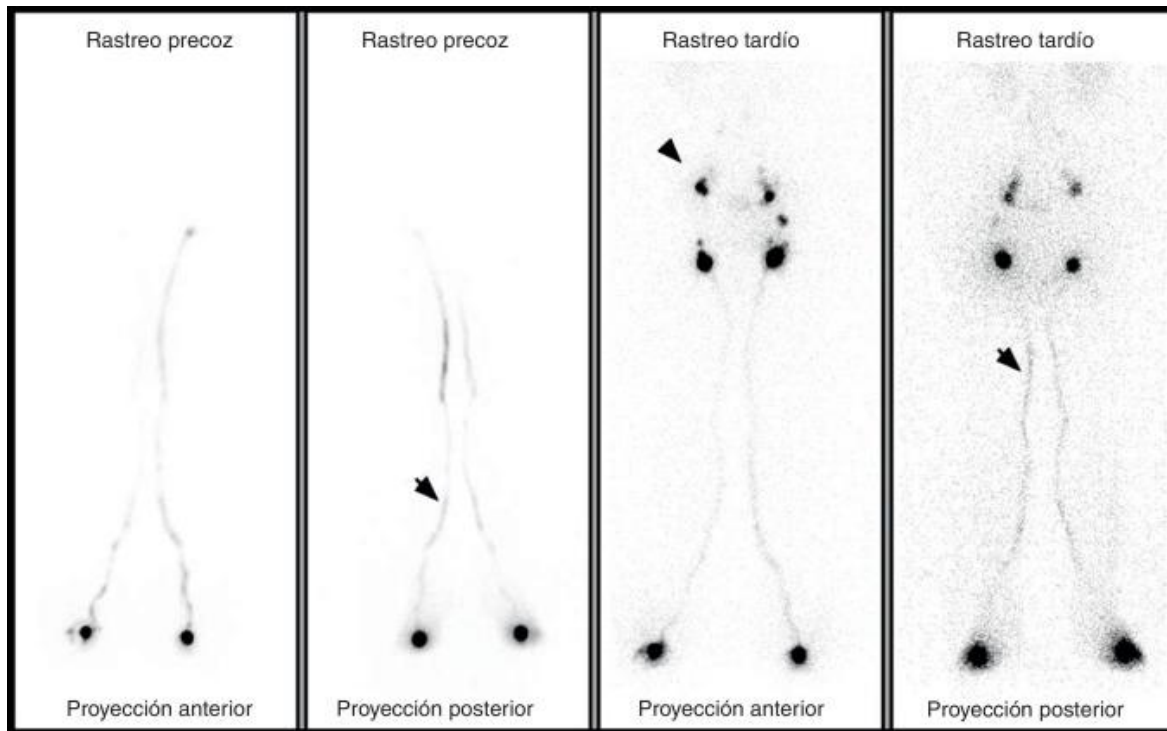 Rastreo precoz
Rastreo precoz
Rastreo tardío
Rastreo tardío
Proyección anterior
Proyección posterior
Proyección anterior
Proyección posterior